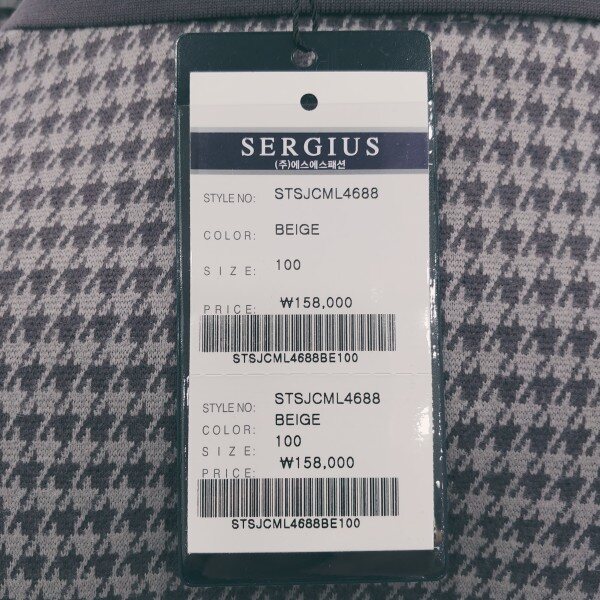 SERGIUS
(주)에스에스패션
STYLE NO: STSJCML4688
COLOR: BEIGE
SIZE: 100
PRICE: ₩158,000
STSJCML4688BE100
STYLE NO: STSJCML4688
COLOR: BEIGE
SIZE: 100
PRICE: ₩158,000
STSJCML4688BE100